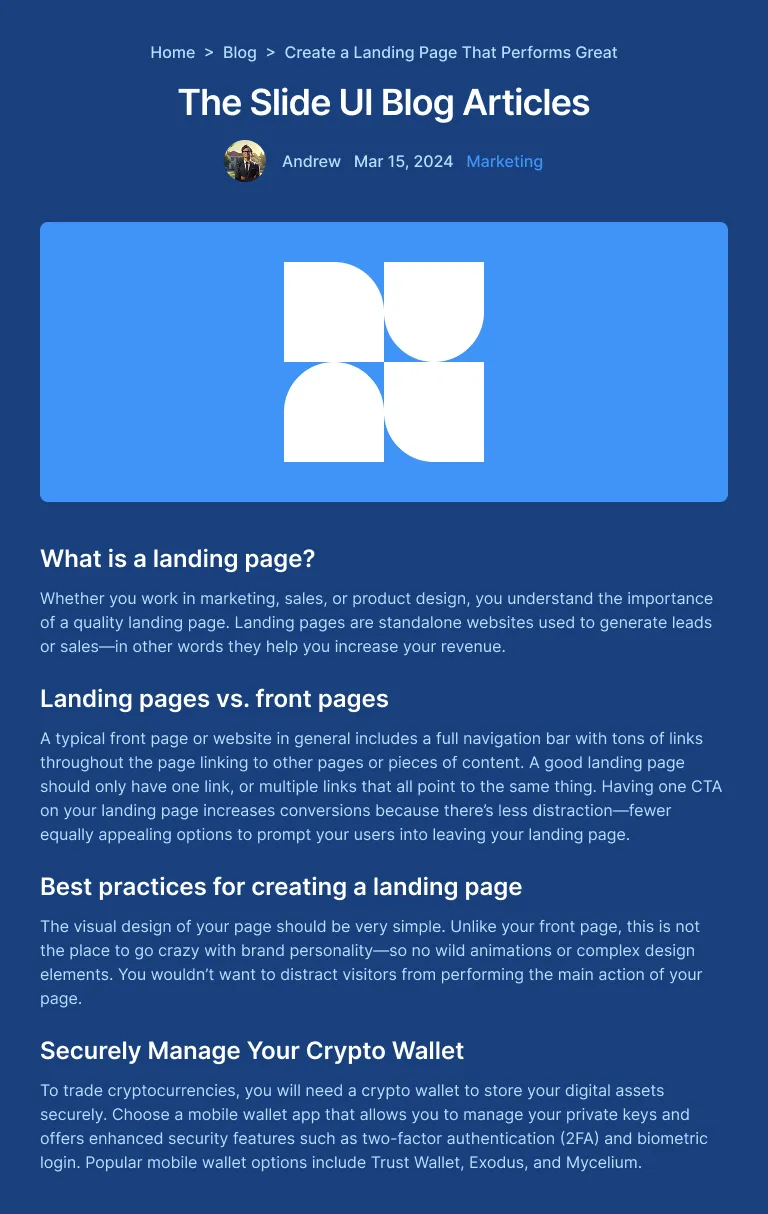 Home > Blog > Create a Landing Page That Performs Great
The Slide UI Blog Articles
Andrew Mar 15, 2024 Marketing
What is a landing page?
Whether you work in marketing, sales, or product design, you understand the importance
of a quality landing page. Landing pages are standalone websites used to generate leads
or sales—in other words they help you increase your revenue.
Landing pages vs. front pages
A typical front page or website in general includes a full navigation bar with tons of links
throughout the page linking to other pages or pieces of content. A good landing page
should only have one link, or multiple links that all point to the same thing. Having one CTA
on your landing page increases conversions because there’s less distraction—fewer
equally appealing options to prompt your users into leaving your landing page.
Best practices for creating a landing page
The visual design of your page should be very simple. Unlike your front page, this is not
the place to go crazy with brand personality—so no wild animations or complex design
elements. You wouldn’t want to distract visitors from performing the main action of your
page.
Securely Manage Your Crypto Wallet
To trade cryptocurrencies, you will need a crypto wallet to store your digital assets
securely. Choose a mobile wallet app that allows you to manage your private keys and
offers enhanced security features such as two-factor authentication (2FA) and biometric
login. Popular mobile wallet options include Trust Wallet, Exodus, and Mycelium.